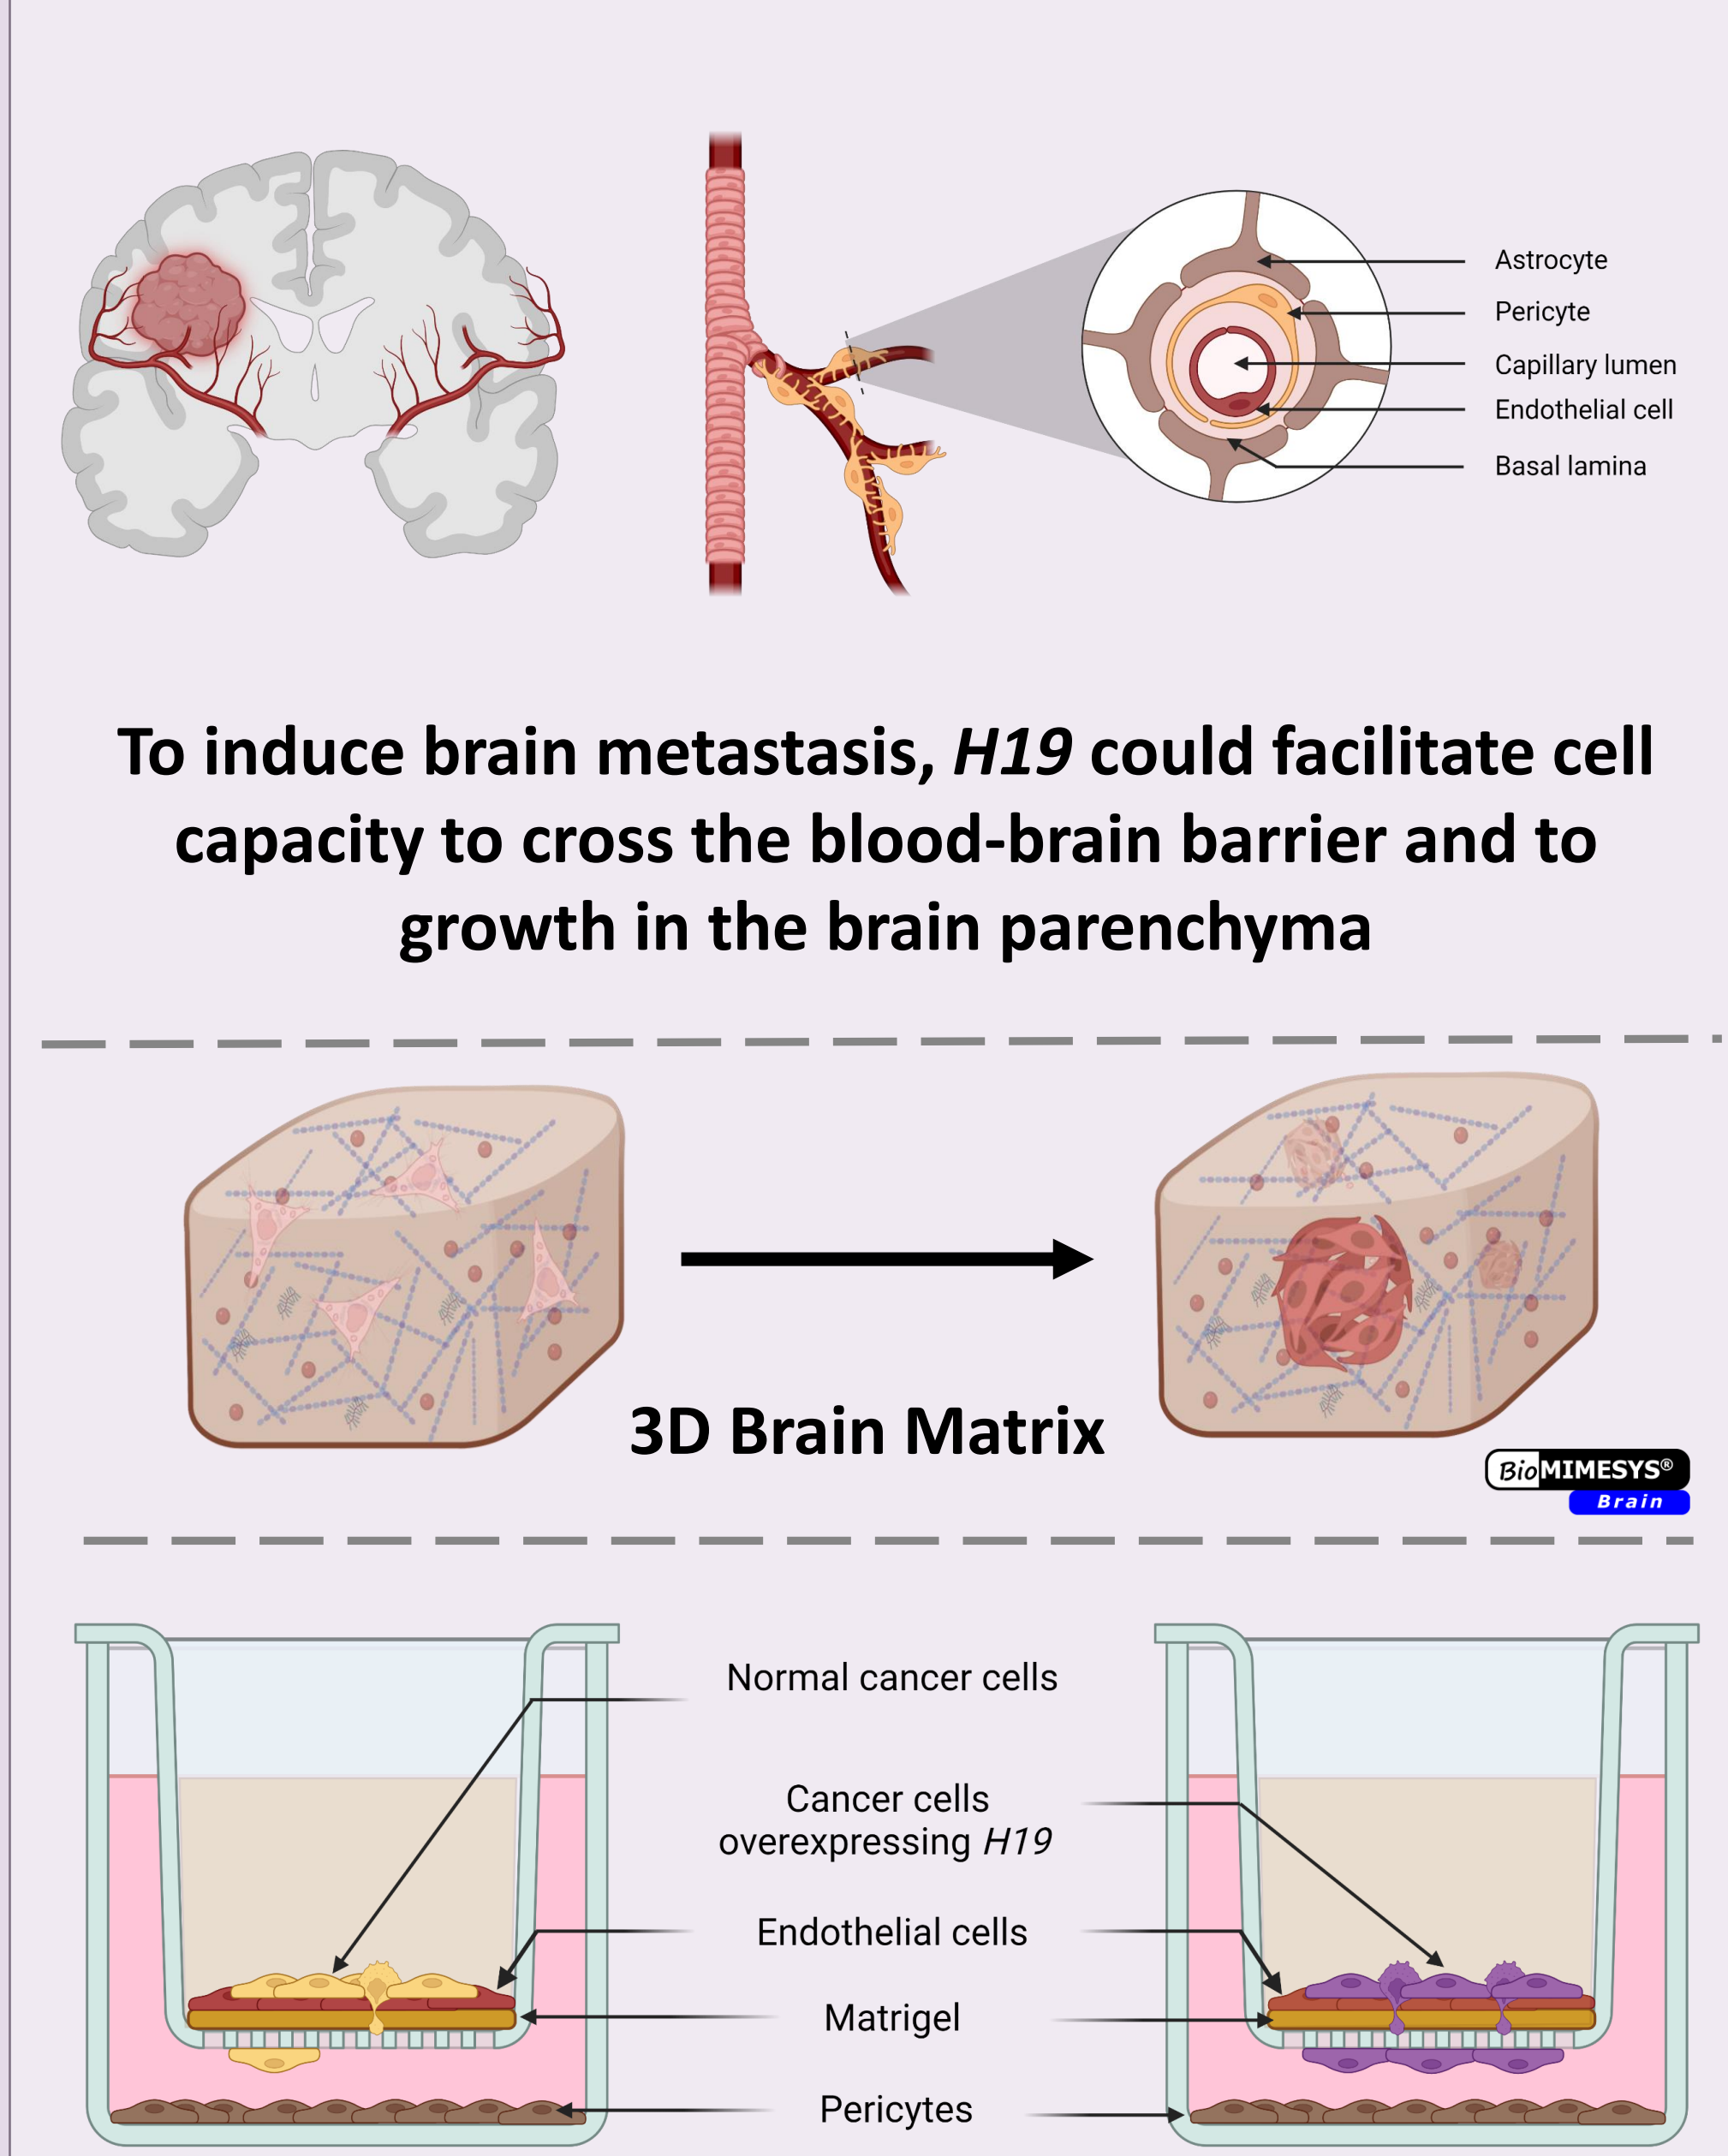 Astrocyte
Pericyte
Capillary lumen
Endothelial cell
Basal lamina
To induce brain metastasis, H19 could facilitate cell
capacity to cross the blood-brain barrier and to
growth in the brain parenchyma
3D Brain Matrix
BioMIMESYS®
Brain
Normal cancer cells
Cancer cells
overexpressing H19
Endothelial cells
Matrigel
Pericytes